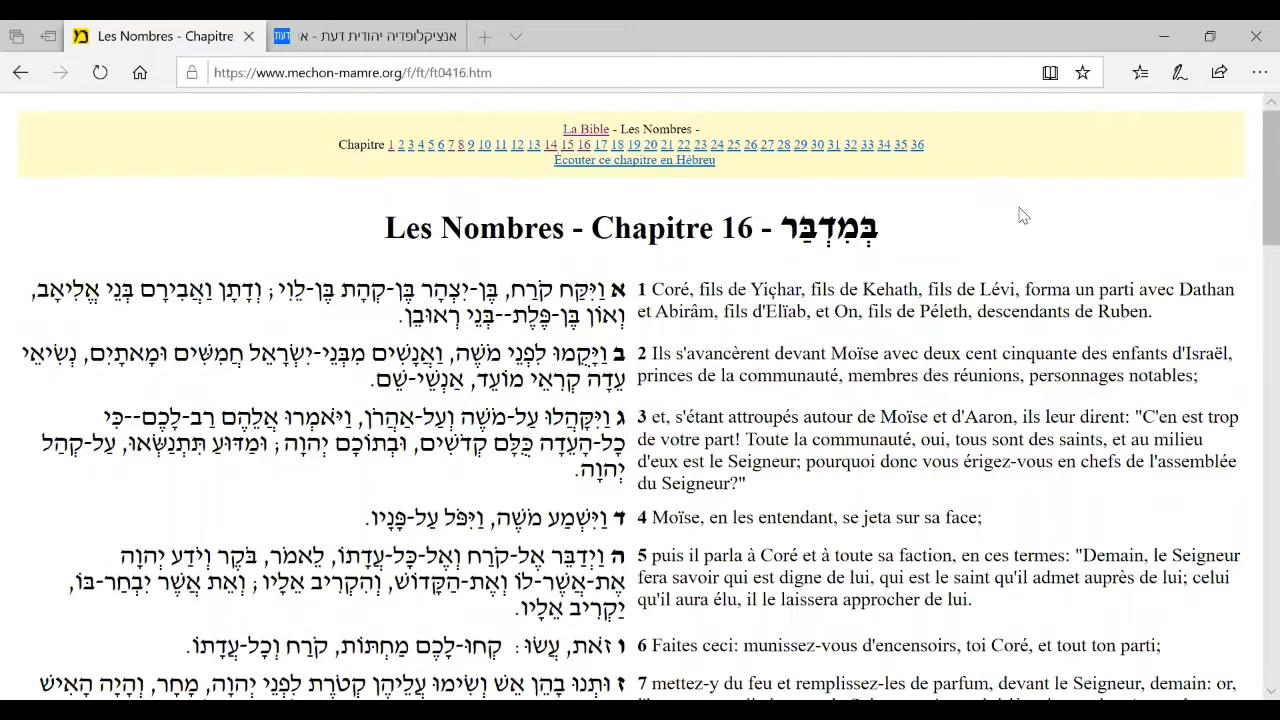 Les Nombres - Chapitre
אנציקלופדיה יהודית דעת - א
https://www.mechon-mamre.org/f/ft/ft0416.htm
La Bible - Les Nombres -
Chapitre 1 2 3 4 5 6 7 8 9 10 11 12 13 14 15 16 17 18 19 20 21 22 23 24 25 26 27 28 29 30 31 32 33 34 35 36
Écouter ce chapitre en Hébreu
Les Nombres - Chapitre 16 - בְּמִדְבַּר
א וַיִּקַּח קֹרַח, בֶּן-יִצְהָר בֶּן-קְהָת בֶּן-לֵוִי; וְדָתָן וַאֲבִירָם בְּנֵי אֱלִיאָב,
וְאוֹן בֶּן-פֶּלֶת--בְּנֵי רְאוּבֵן.
1 Coré, fils de Yiçhar, fils de Kehath, fils de Lévi, forma un parti avec Dathan
et Abirâm, fils d'Elïab, et On, fils de Péleth, descendants de Ruben.
ב וַיָּקֻמוּ לִפְנֵי מֹשֶׁה, וַאֲנָשִׁים מִבְּנֵי-יִשְׂרָאֵל חֲמִשִּׁים וּמָאתָיִם, נְשִׂיאֵי
עֵדָה קְרִאֵי מוֹעֵד, אַנְשֵׁי-שֵׁם.
2 Ils s'avancèrent devant Moïse avec deux cent cinquante des enfants d'Israël,
princes de la communauté, membres des réunions, personnages notables;
ג וַיִּקָּהֲלוּ עַל-מֹשֶׁה וְעַל-אַהֲרֹן, וַיֹּאמְרוּ אֲלֵהֶם רַב-לָכֶם--כִּי
כָל-הָעֵדָה כֻּלָּם קְדֹשִׁים, וּבְתוֹכָם יְהוָה; וּמַדּוּעַ תִּתְנַשְּׂאוּ, עַל-קְהַל
יְהוָה.
3 et, s'étant attroupés autour de Moïse et d'Aaron, ils leur dirent: "C'en est trop
de votre part! Toute la communauté, oui, tous sont des saints, et au milieu
d'eux est le Seigneur; pourquoi donc vous érigez-vous en chefs de l'assemblée
du Seigneur?"
ד וַיִּשְׁמַע מֹשֶׁה, וַיִּפֹּל עַל-פָּנָיו.
4 Moïse, en les entendant, se jeta sur sa face;
ה וַיְדַבֵּר אֶל-קֹרַח וְאֶל-כָּל-עֲדָתוֹ, לֵאמֹר, בֹּקֶר וְיֹדַע יְהוָה
אֶת-אֲשֶׁר-לוֹ וְאֶת-הַקָּדוֹשׁ, וְהִקְרִיב אֵלָיו; וְאֵת אֲשֶׁר יִבְחַר-בּוֹ,
יַקְרִיב אֵלָיו.
5 puis il parla à Coré et à toute sa faction, en ces termes: "Demain, le Seigneur
fera savoir qui est digne de lui, qui est le saint qu'il admet auprès de lui; celui
qu'il aura élu, il le laissera approcher de lui.
ו זֹאת, עֲשׂוּ: קְחוּ-לָכֶם מַחְתּוֹת, קֹרַח וְכָל-עֲדָתוֹ.
6 Faites ceci: munissez-vous d'encensoirs, toi Coré, et tout ton parti;
ז וּתְנוּ בָהֵן אֵשׁ וְשִׂימוּ עֲלֵיהֶן קְטֹרֶת לִפְנֵי יְהוָה, מָחָר, וְהָיָה הָאִישׁ
7 mettez-y du feu et remplissez-les de parfum, devant le Seigneur, demain: or,